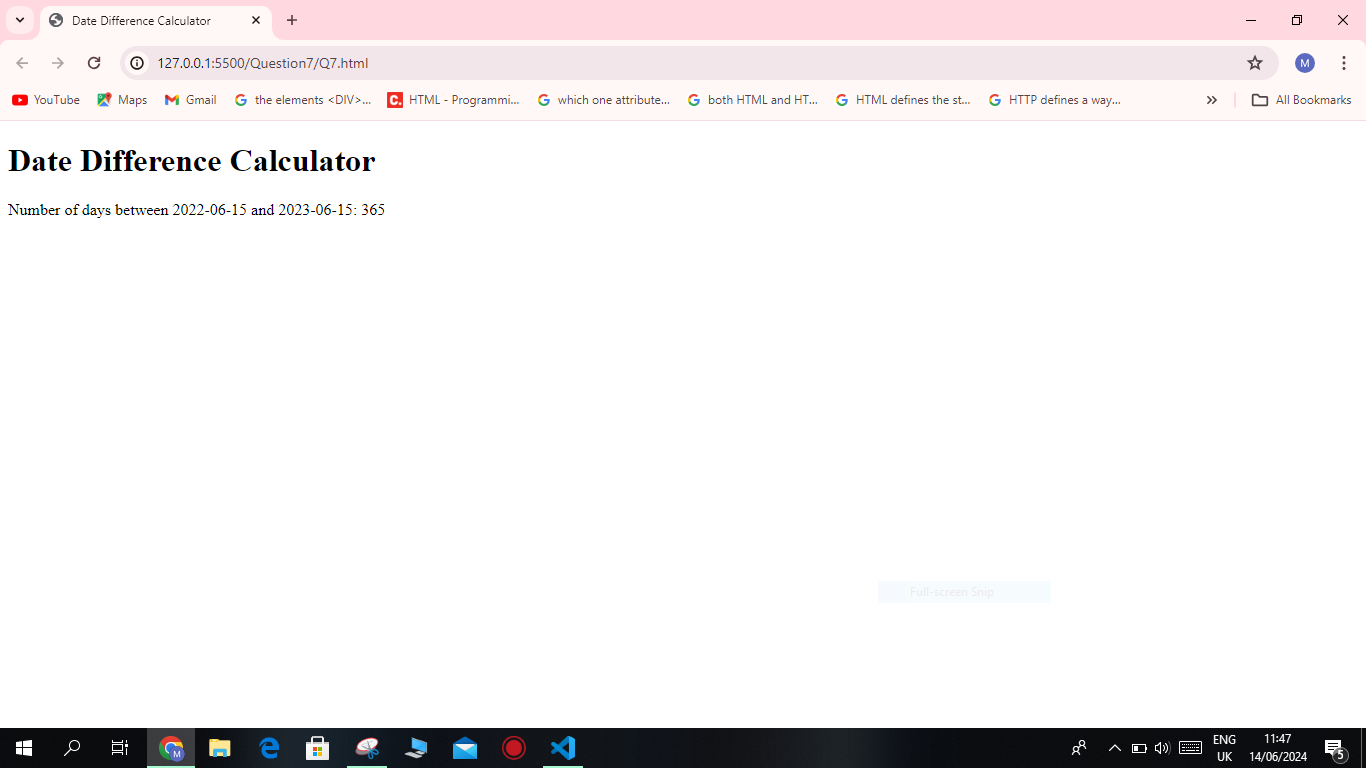 Date Difference Calculator
127.0.0.1:5500/Question7/Q7.html
M
YouTube Maps Gmail the elements <DIV>... C. HTML - Programmi... which one attribute... both HTML and HT... HTML defines the st... HTTP defines a way... All Bookmarks
Date Difference Calculator
Number of days between 2022-06-15 and 2023-06-15: 365
Full-screen Snip
M
ENG
UK
11:47
14/06/2024
5